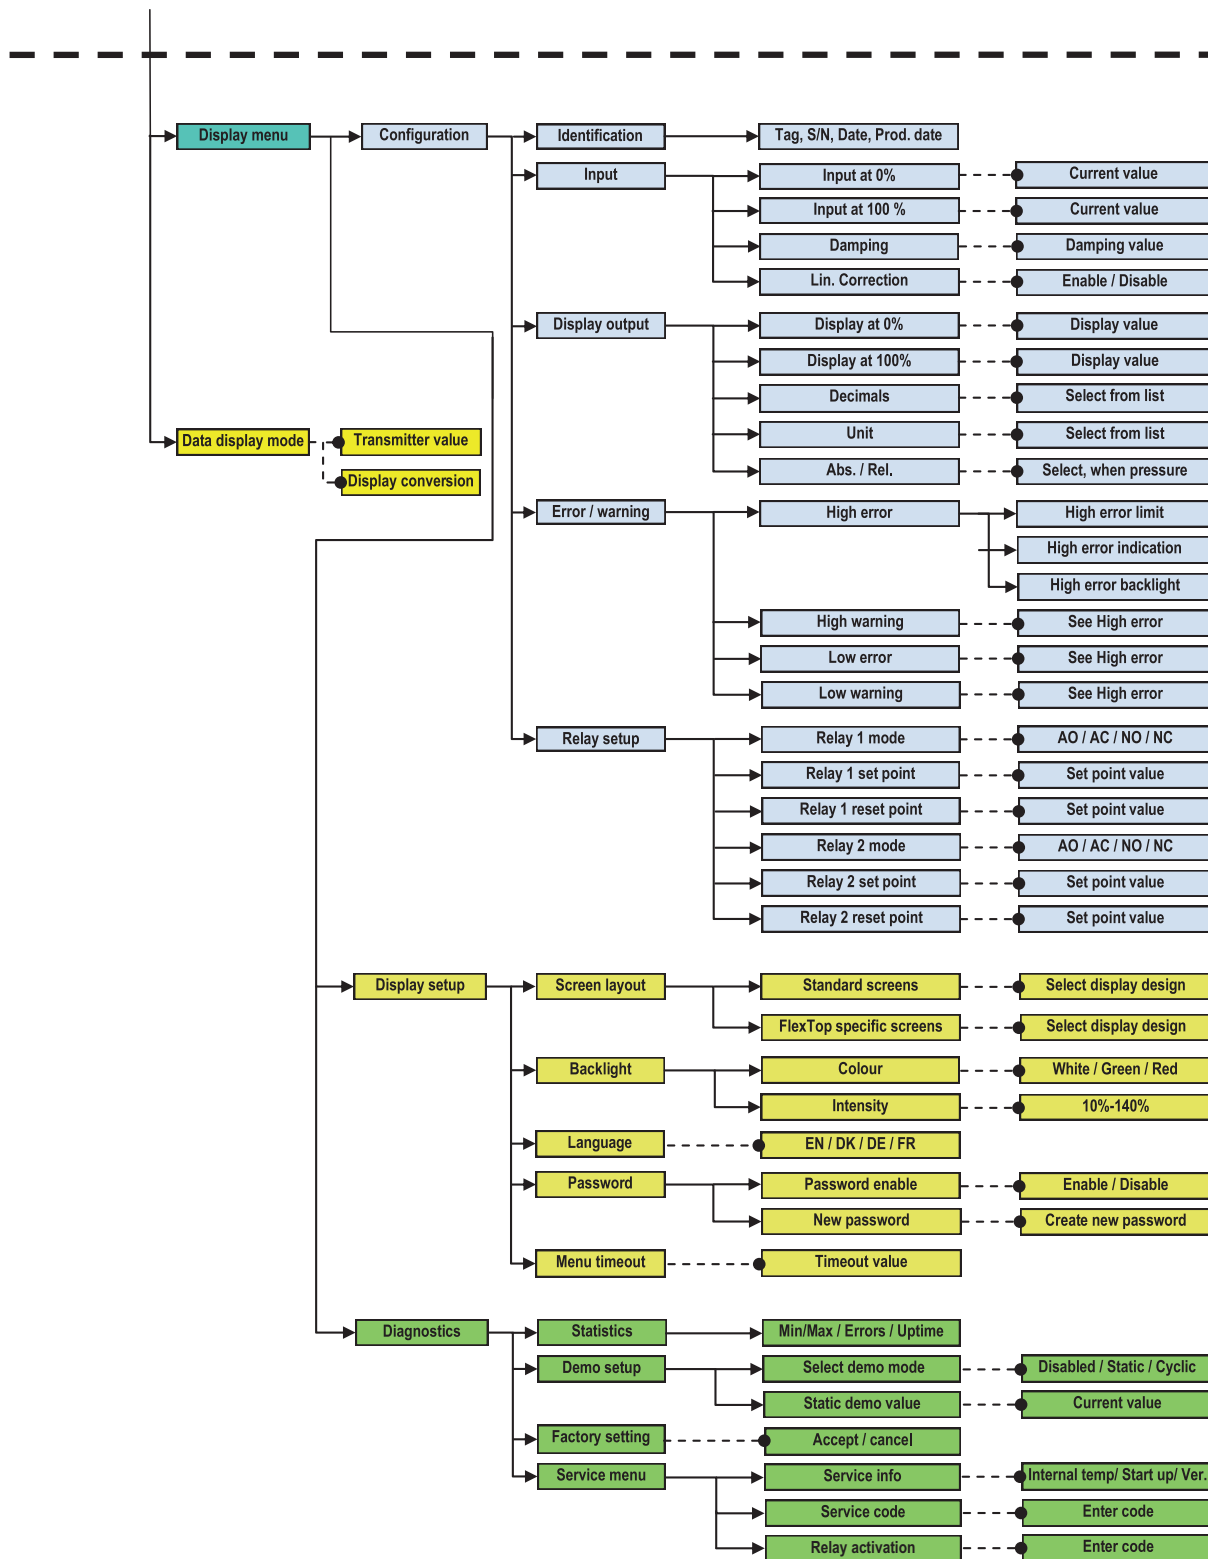 Display menu
Configuration
Identification
Tag, S/N, Date, Prod. date
Input
Input at 0%
Current value
Input at 100 %
Current value
Damping
Damping value
Lin. Correction
Enable / Disable
Display output
Display at 0%
Display value
Display at 100%
Display value
Decimals
Select from list
Data display mode
Transmitter value
Unit
Select from list
Display conversion
Abs. / Rel.
Select, when pressure
Error / warning
High error
High error limit
High error indication
High error backlight
High warning
See High error
Low error
See High error
Low warning
See High error
Relay setup
Relay 1 mode
AO / AC / NO / NC
Relay 1 set point
Set point value
Relay 1 reset point
Set point value
Relay 2 mode
AO / AC / NO / NC
Relay 2 set point
Set point value
Relay 2 reset point
Set point value
Display setup
Screen layout
Standard screens
Select display design
FlexTop specific screens
Select display design
Backlight
Colour
White / Green / Red
Intensity
10%-140%
Language
EN / DK / DE / FR
Password
Password enable
Enable / Disable
New password
Create new password
Menu timeout
Timeout value
Diagnostics
Statistics
Min/Max / Errors / Uptime
Demo setup
Select demo mode
Disabled / Static / Cyclic
Static demo value
Current value
Factory setting
Accept / cancel
Service menu
Service info
Internal temp/ Start up/ Ver.
Service code
Enter code
Relay activation
Enter code